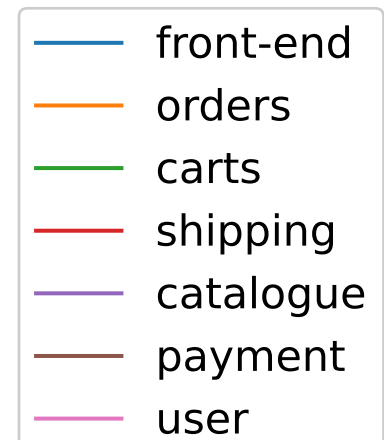 front-end
orders
carts
shipping
catalogue
payment
user